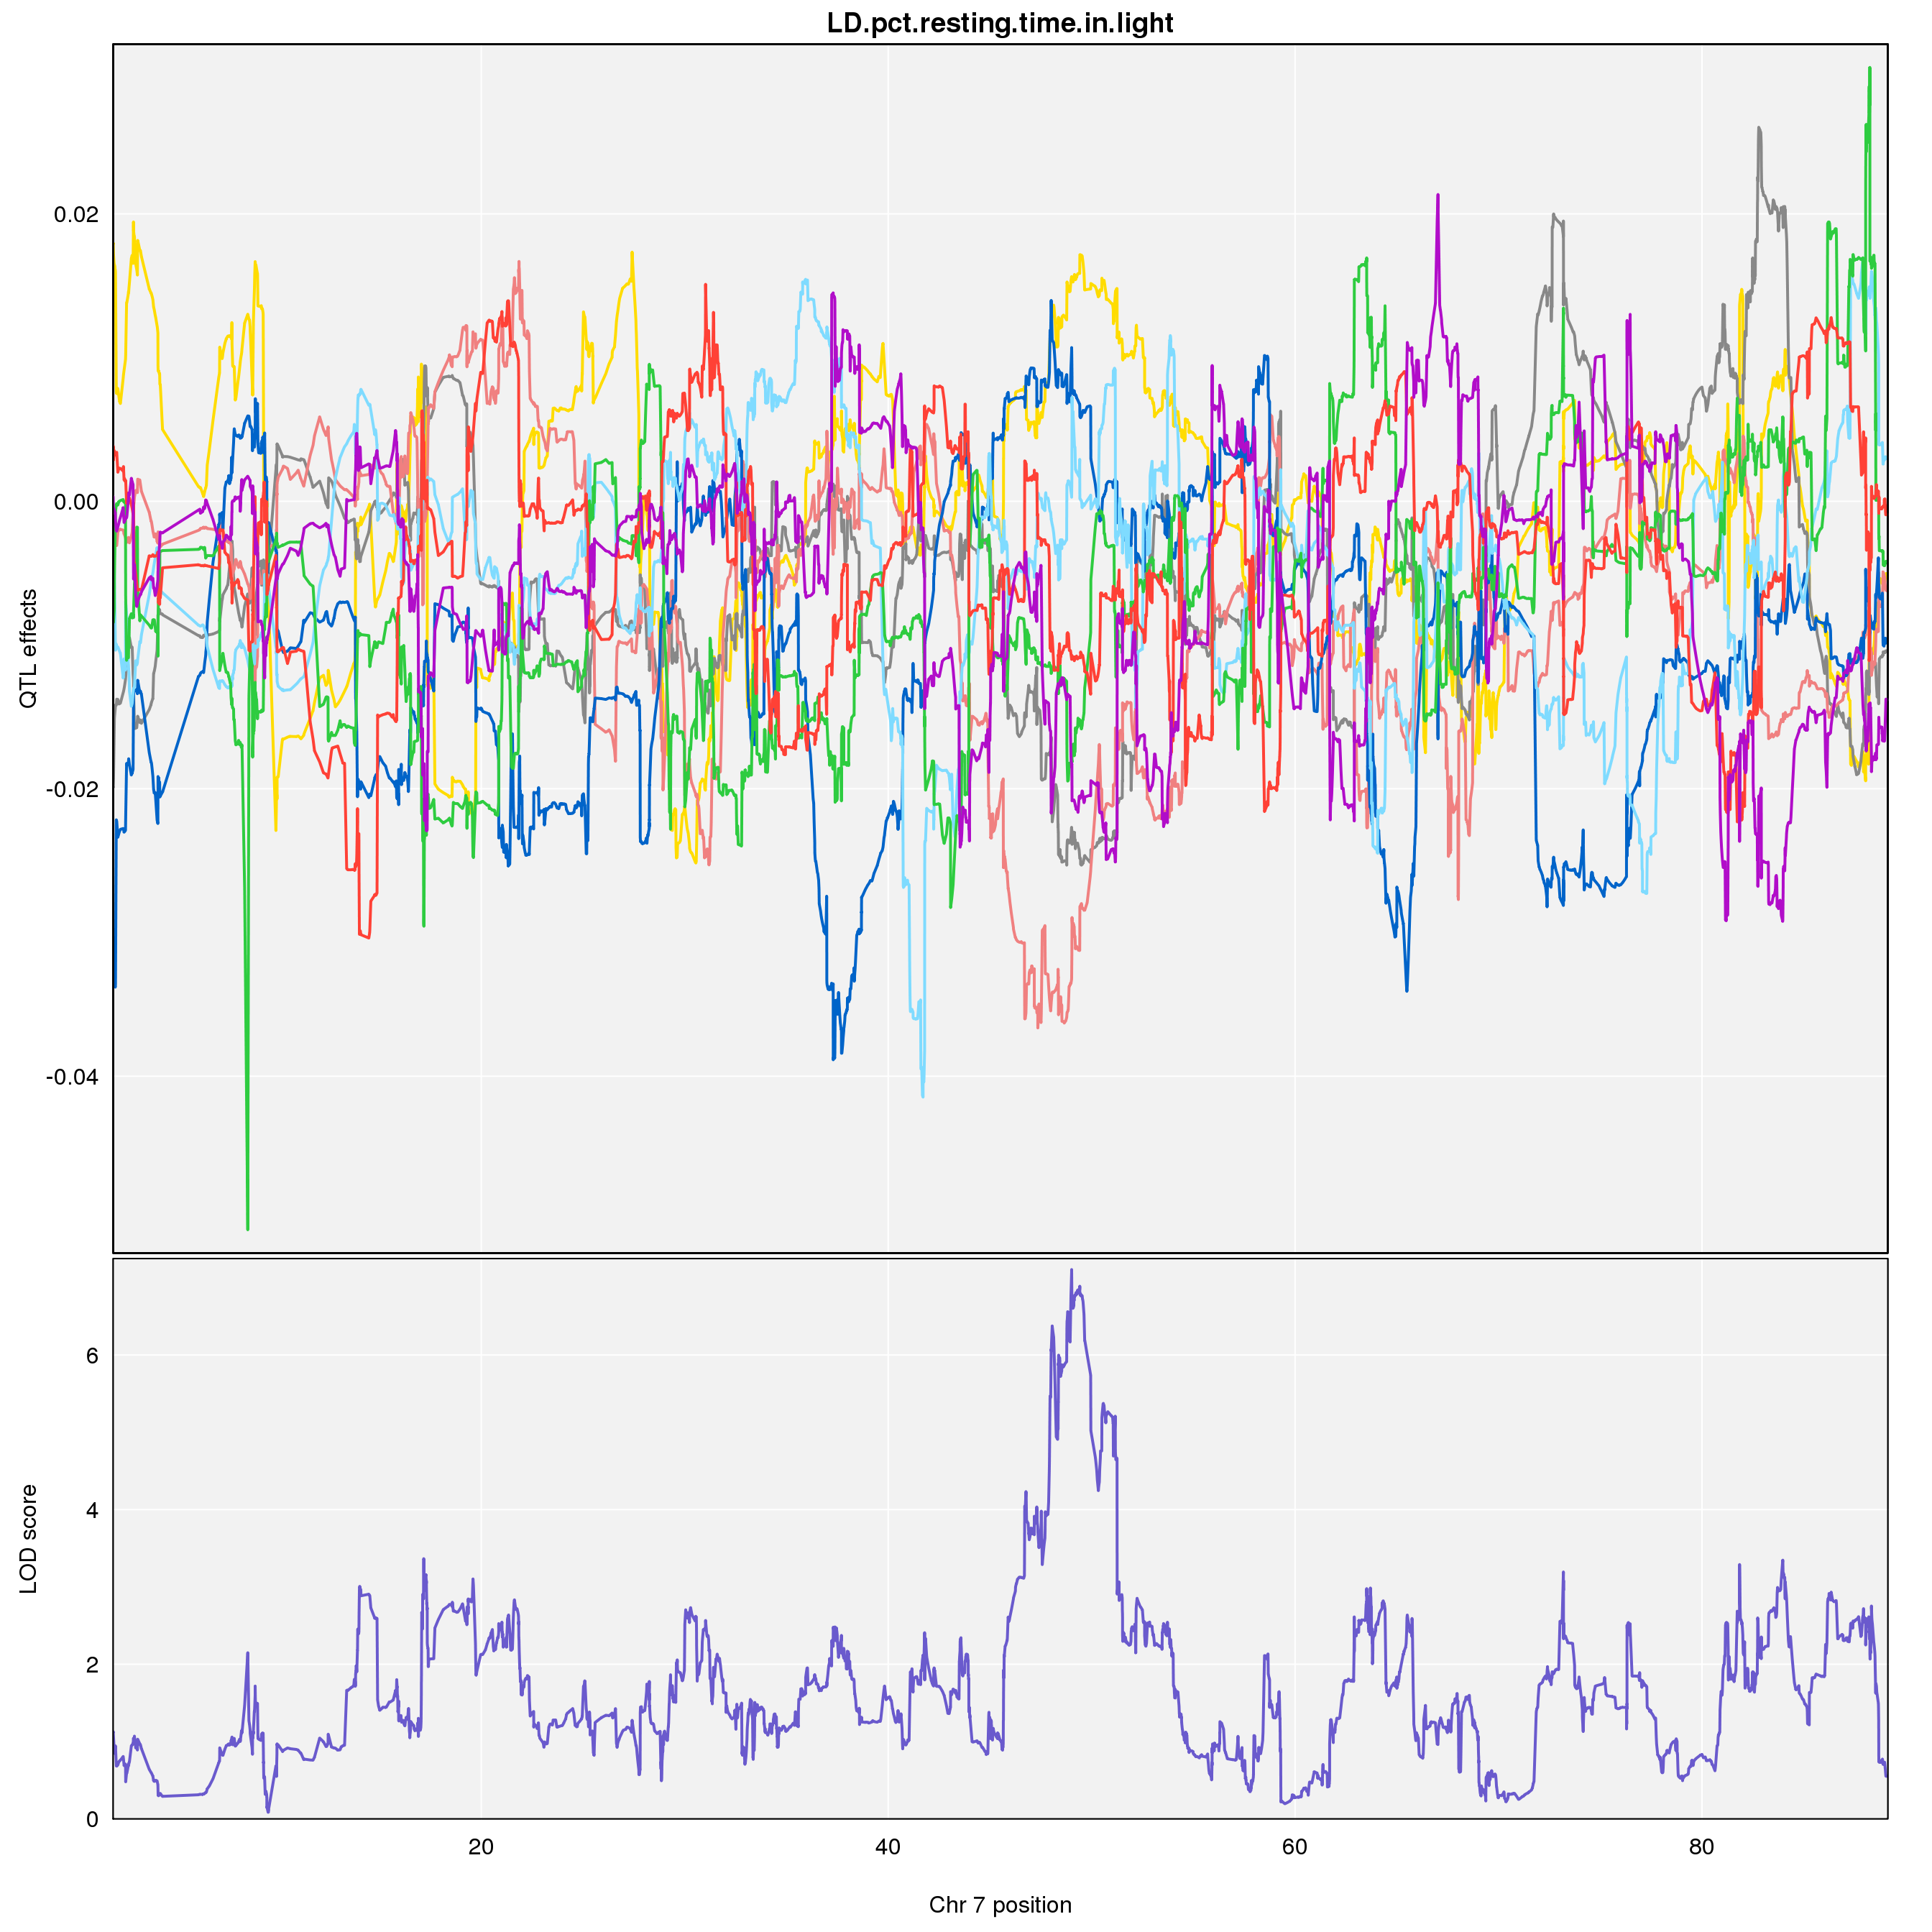 LD.pct.resting.time.in.light
QTL effects
0.02
0.00
-0.02
-0.04
LOD score
6
4
2
0
20 40 60 80
Chr 7 position